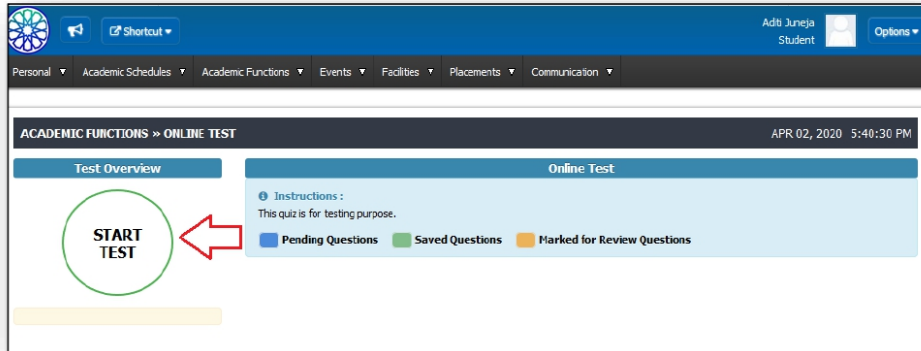 Shortcut
Aditi Juneja
Student
Options
Personal Academic Schedules Academic Functions Events Facilities Placements Communication
ACADEMIC FUNCTIONS » ONLINE TEST APR 02, 2020 5:40:30 PM
Test Overview
START
TEST
Online Test
Instructions :
This quiz is for testing purpose.
Pending Questions Saved Questions Marked for Review Questions